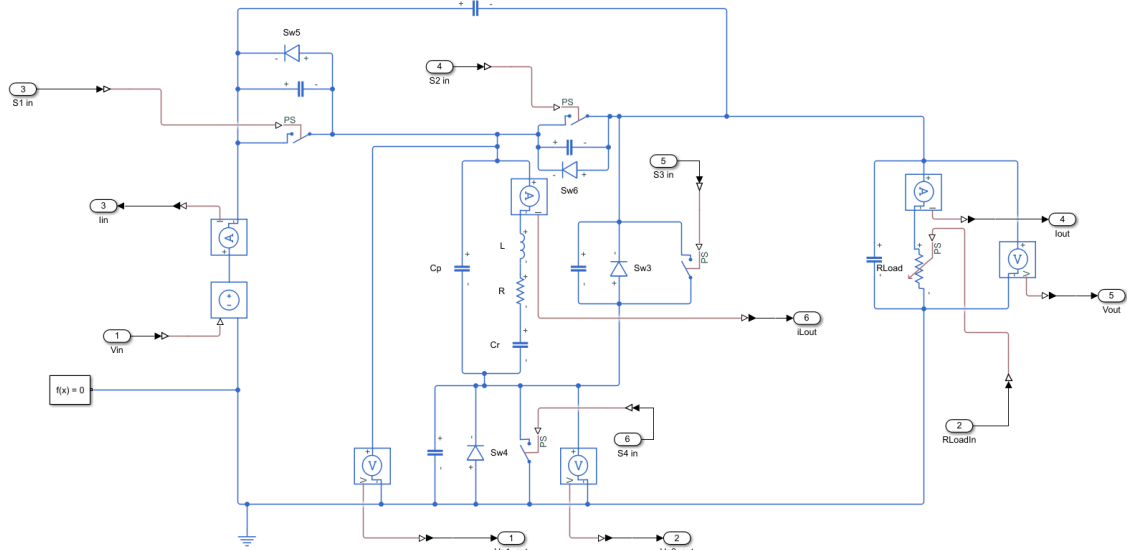 + -
Sw5
- +
+ -
3
S1 in
PS
4
S2 in
PS
+ -
- +
Sw6
5
S3 in
PS
3
Iin
A
I
+
+
-
1
Vin
f(x) = 0
+
A
I
L
-
+
Cp
-
R
-
+
Cr
-
+
-
-
Sw3
+
6
iLout
+
A
I
4
Iout
+
RLoad
-
+
PS
-
+
V
V
-
5
Vout
2
RLoadIn
+
V
V
-
+
-
-
Sw4
+
PS
6
S4 in
+
V
V
-
1
2